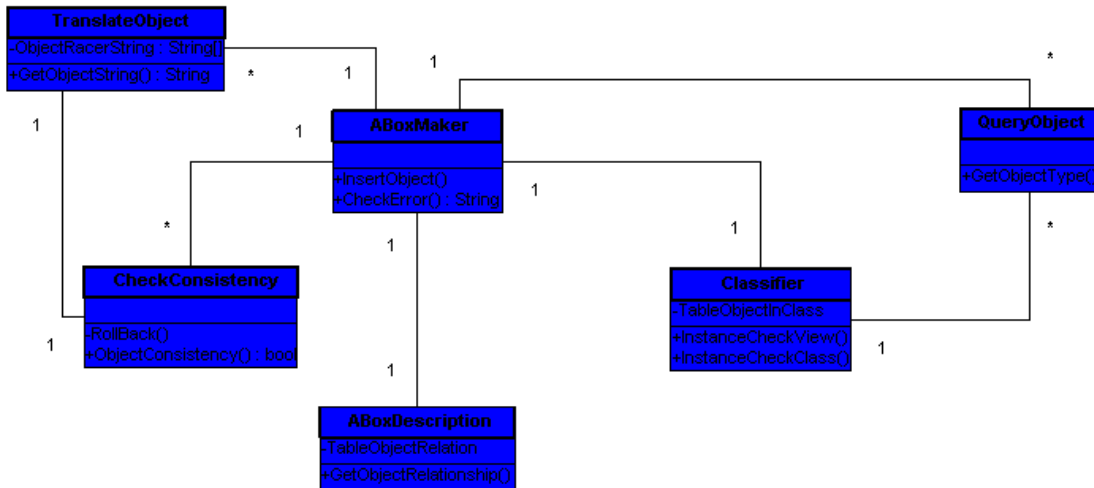 TranslateObject
-ObjectRacerString : String[]
+GetObjectString() : String
*
1
1
*
1
1
ABoxMaker
+InsertObject()
+CheckError() : String
QueryObject
+GetObjectType()
1
*
1
1
*
CheckConsistency
-RollBack()
+ObjectConsistency() : bool
1
Classifier
-TableObjectInClass
+InstanceCheckView()
+InstanceCheckClass()
1
1
ABoxDescription
-TableObjectRelation
+GetObjectRelationship()